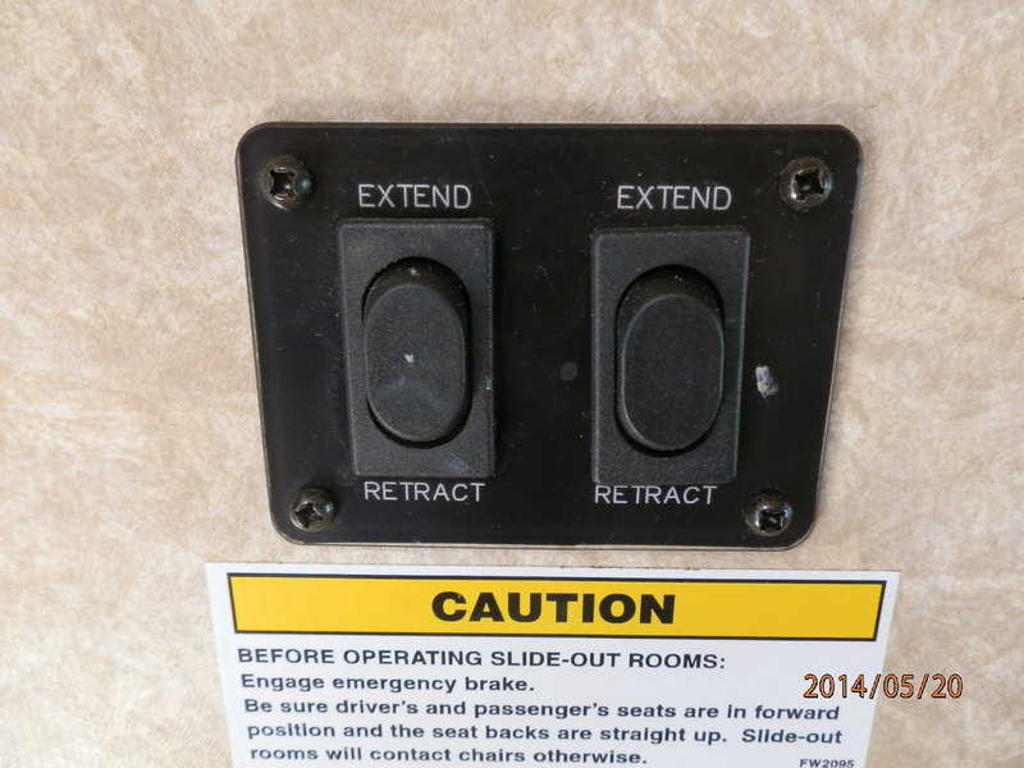 EXTEND EXTEND
RETRACT RETRACT
CAUTION
BEFORE OPERATING SLIDE-OUT ROOMS:
Engage emergency brake.
Be sure driver's and passenger's seats are in forward
position and the seat backs are straight up. Slide-out
rooms will contact chairs otherwise.
FW2095
2014/05/20